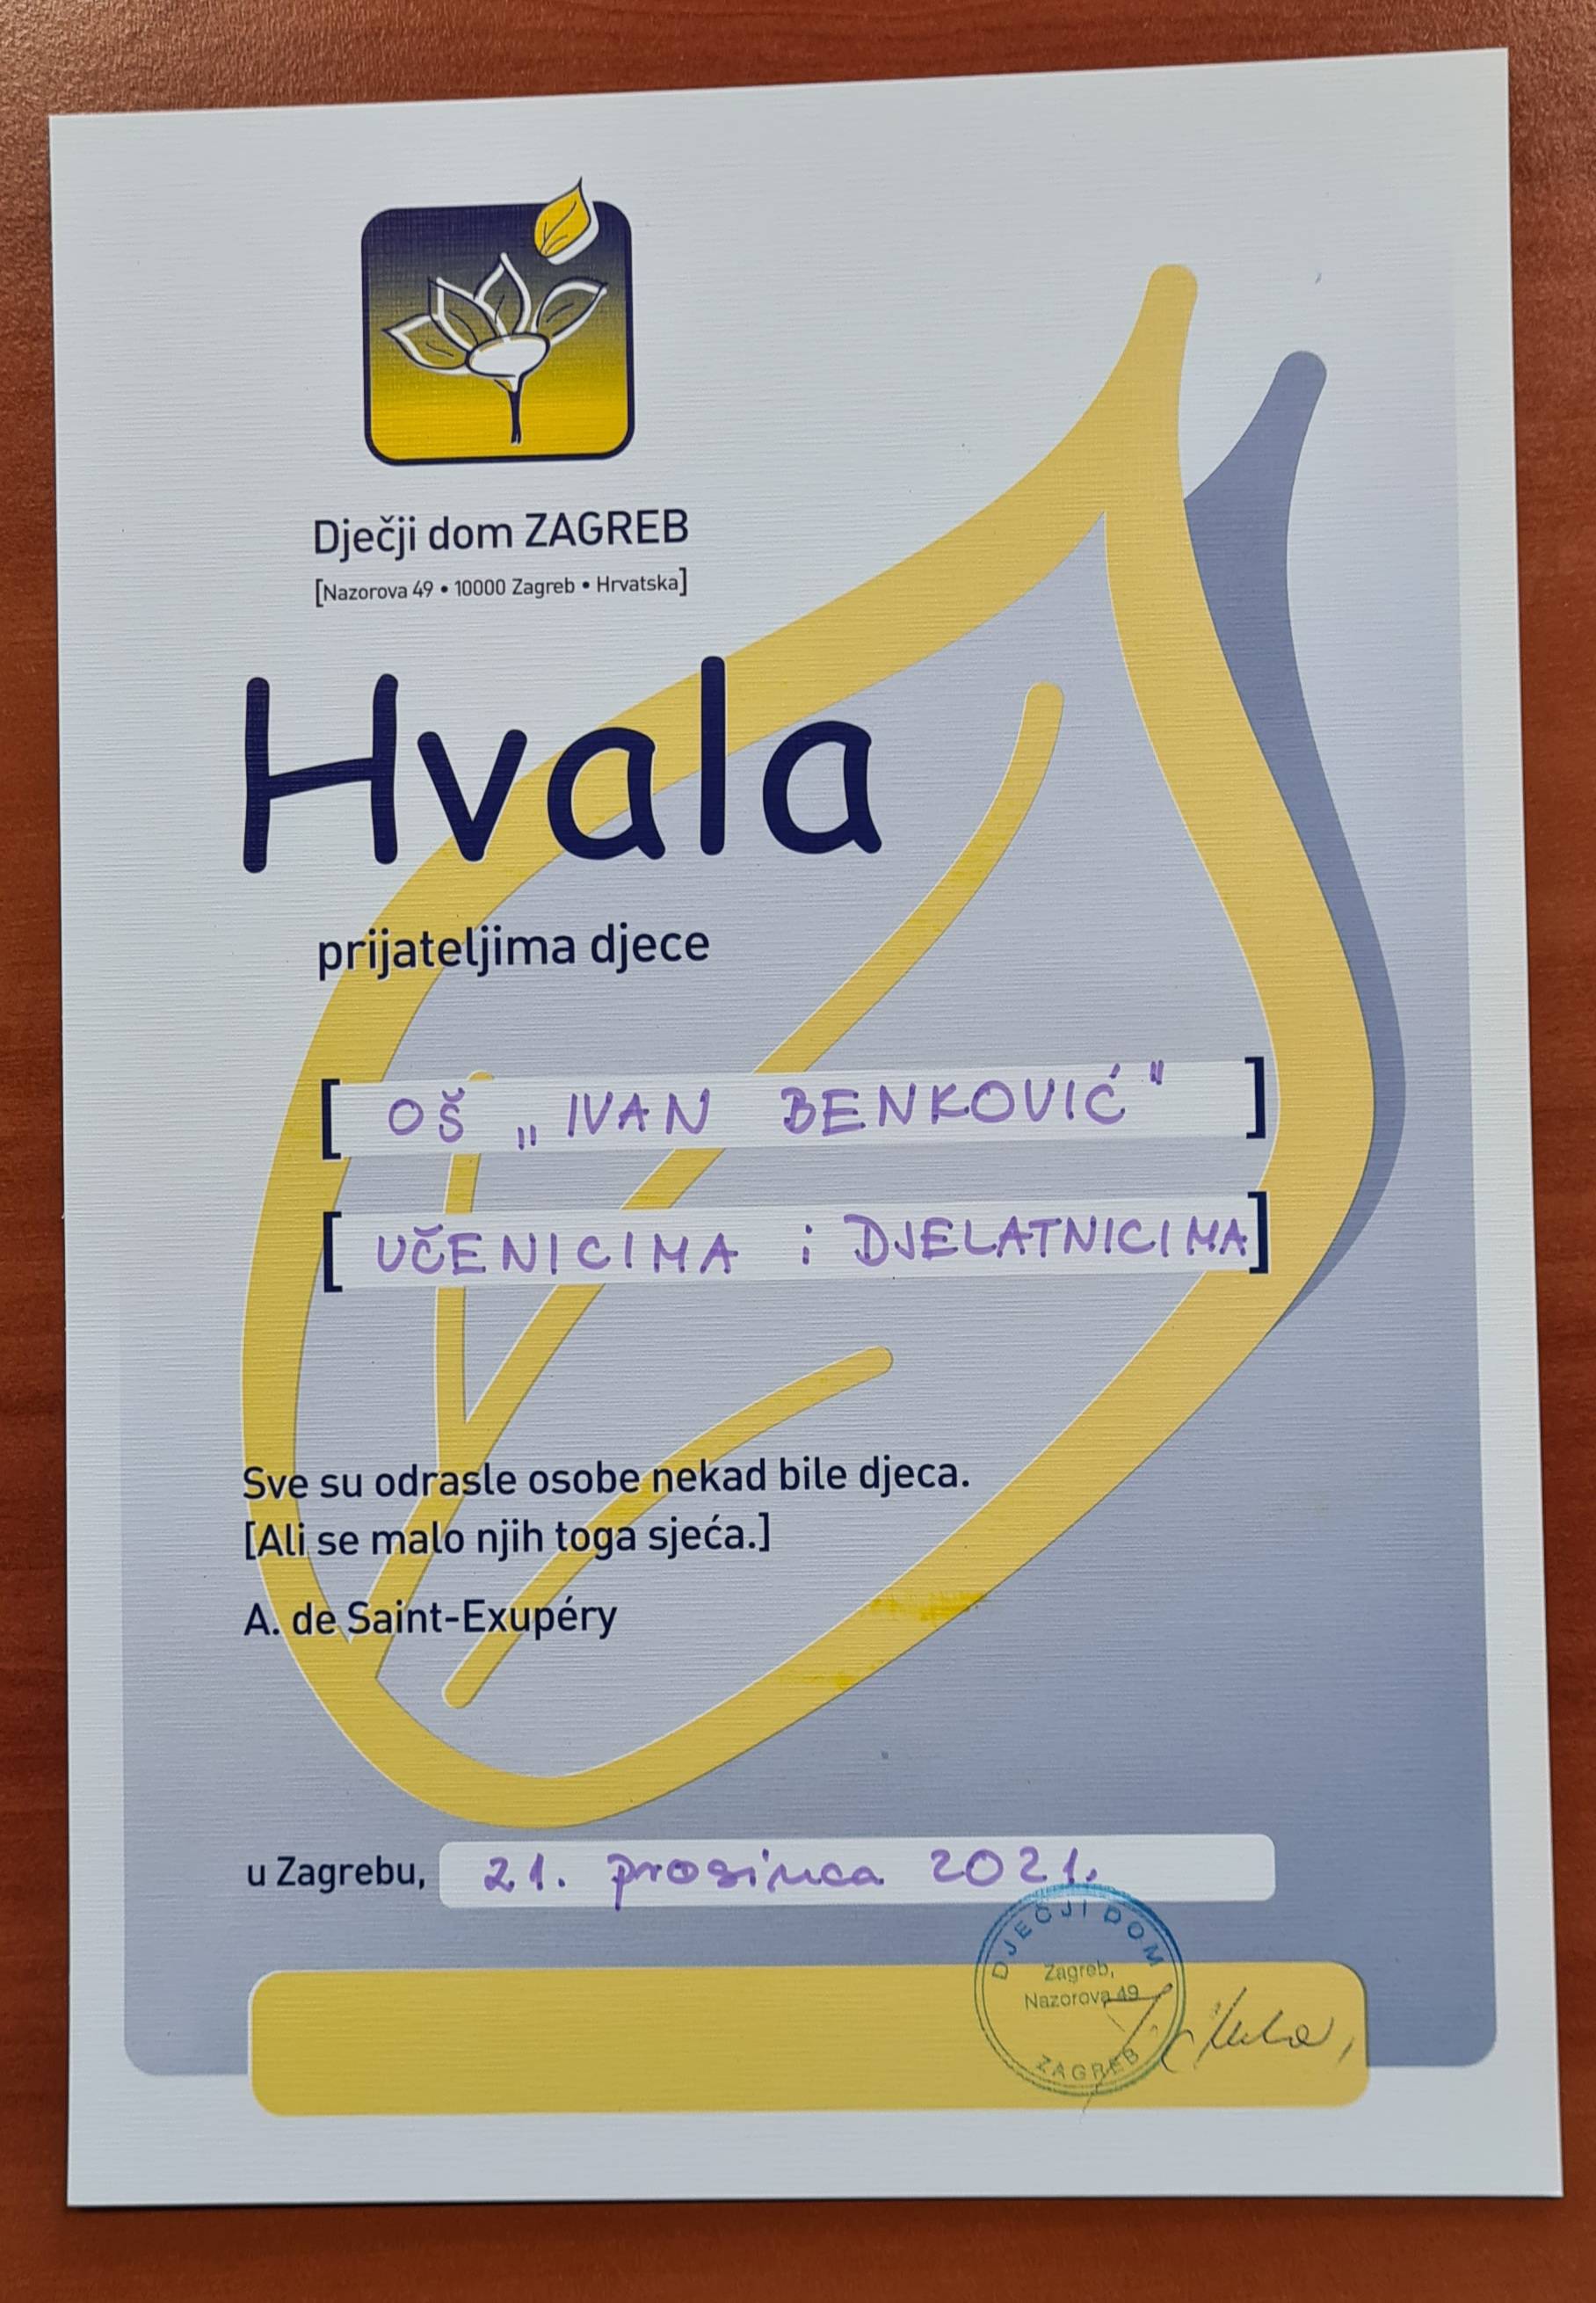 Dječji dom ZAGREB
[Nazorova 49 • 10000 Zagreb • Hrvatska]
Hvala
prijateljima djece
[ OŠ „IVAN BENKOVIĆ" ]
[ UČENICIMA i DJELATNICIMA ]
Sve su odrasle osobe nekad bile djeca.
[Ali se malo njih toga sjeća.]
A. de Saint-Exupéry
u Zagrebu, 21. prosinca 2021.
DJEČJI DOM
Zagreb,
Nazorova 49
ZAGREB